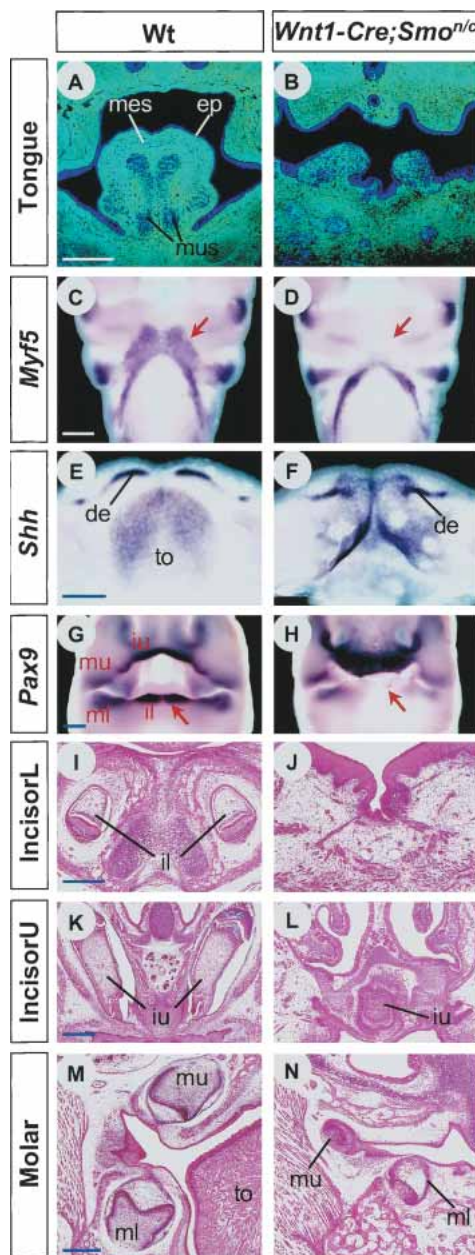 Wt
Wnt1-Cre;Smo^n/c
Tongue
A
mes
ep
mus
B
Myf5
C
D
Shh
E
de
to
F
de
Pax9
G
iu
mu
ml
il
H
IncisorL
I
il
J
IncisorU
K
iu
L
iu
Molar
M
mu
ml
to
N
mu
ml